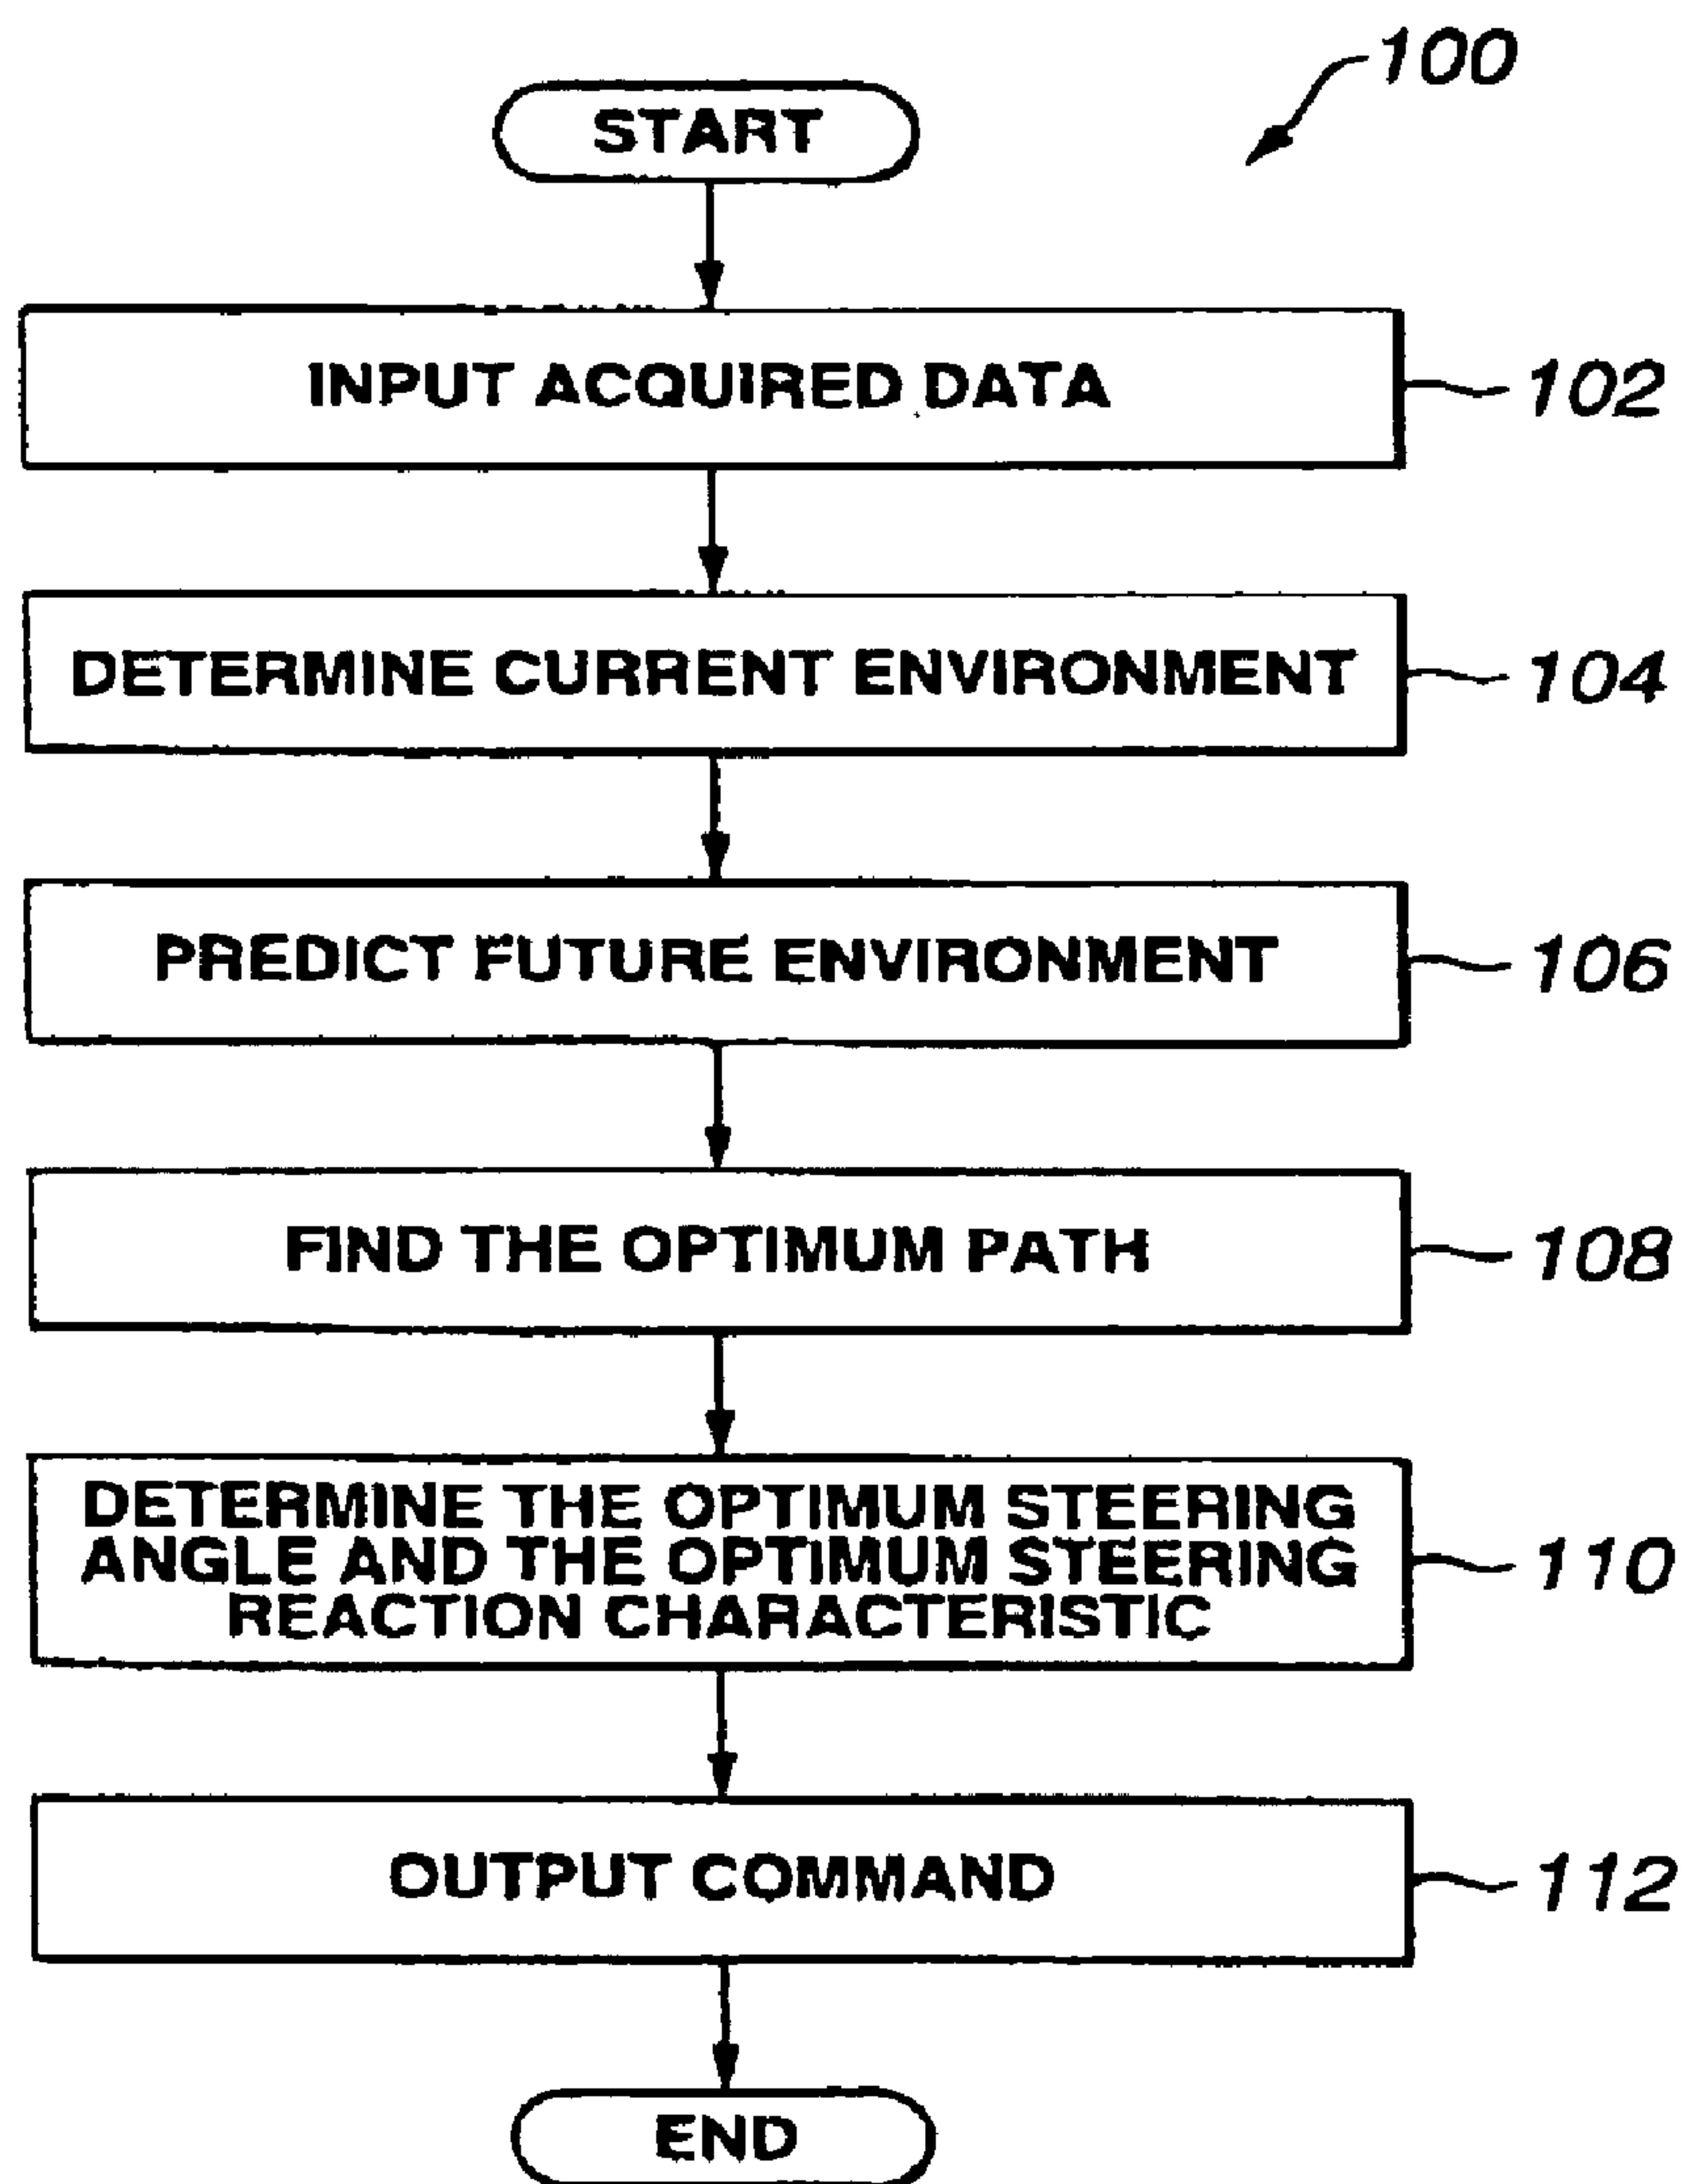 100
START
INPUT ACQUIRED DATA
102
DETERMINE CURRENT ENVIRONMENT
104
PREDICT FUTURE ENVIRONMENT
106
FIND THE OPTIMUM PATH
108
DETERMINE THE OPTIMUM STEERING
ANGLE AND THE OPTIMUM STEERING
REACTION CHARACTERISTIC
110
OUTPUT COMMAND
112
END